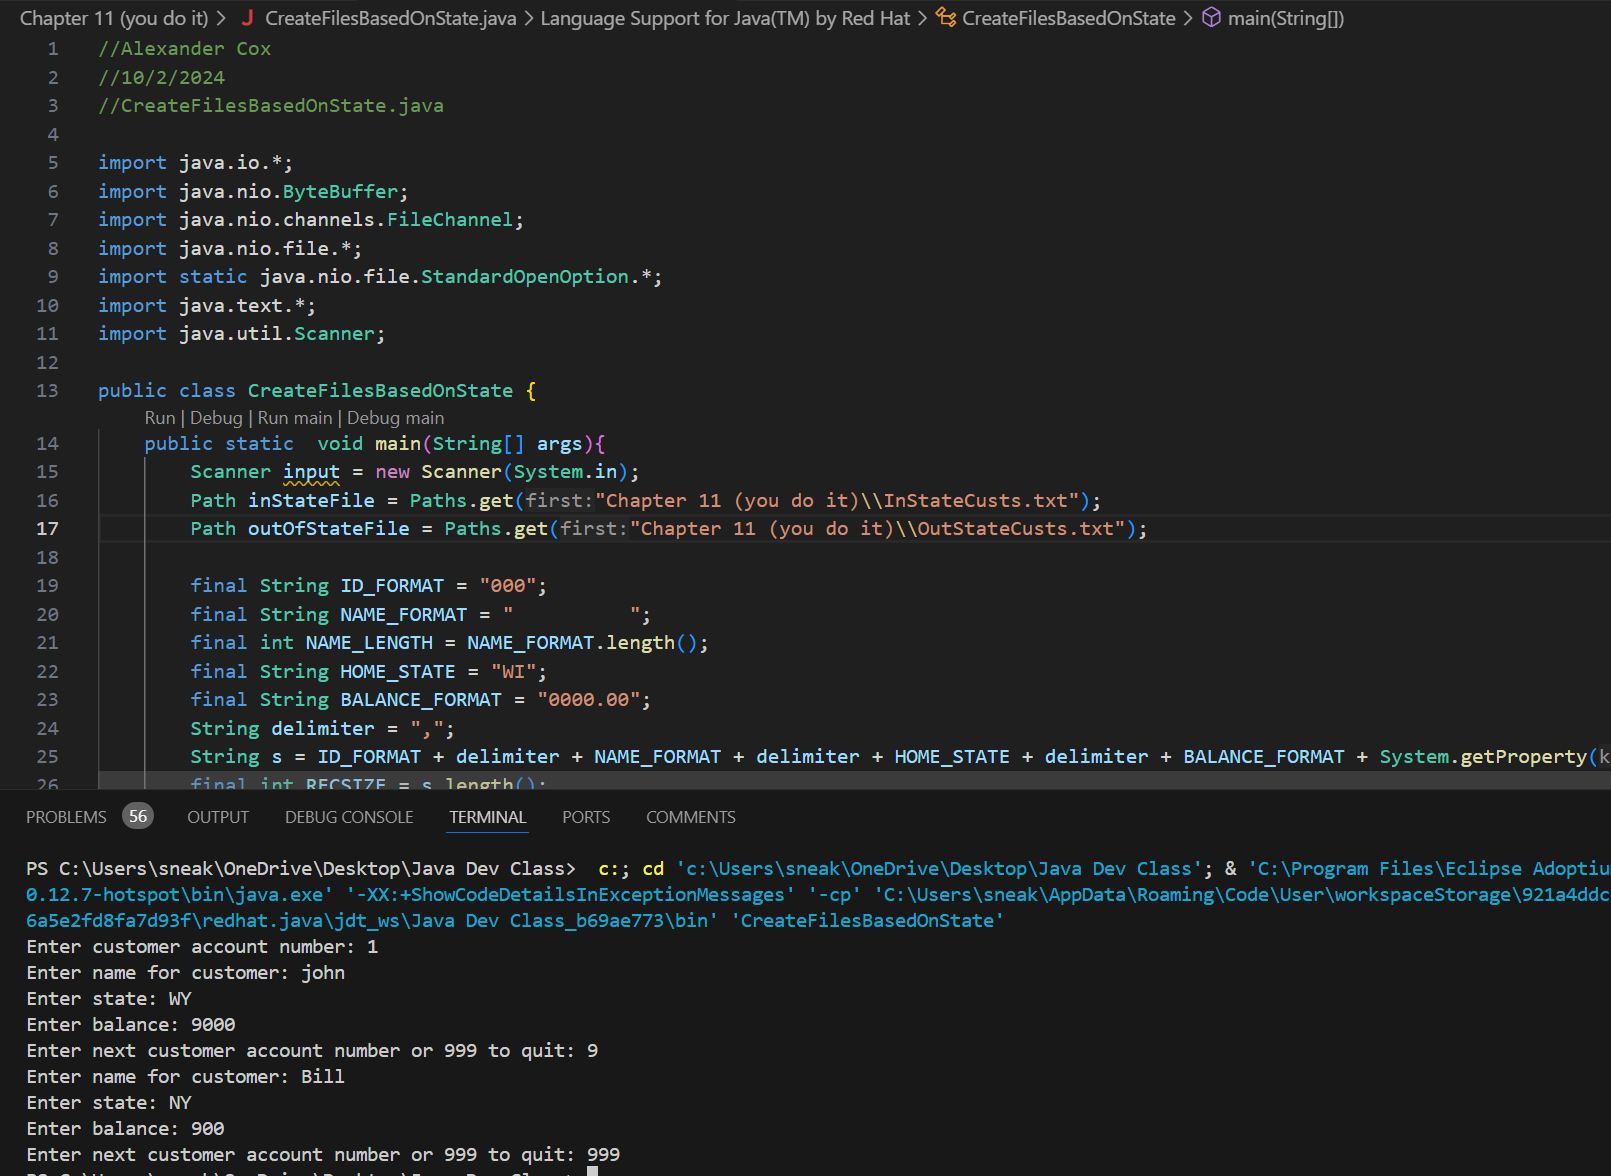 Chapter 11 (you do it) > J CreateFilesBasedOnState.java > Language Support for Java(TM) by Red Hat > CreateFilesBasedOnState > main(String[])
1 //Alexander Cox
2 //10/2/2024
3 //CreateFilesBasedOnState.java
4
5 import java.io.*;
6 import java.nio.ByteBuffer;
7 import java.nio.channels.FileChannel;
8 import java.nio.file.*;
9 import static java.nio.file.StandardOpenOption.*;
10 import java.text.*;
11 import java.util.Scanner;
12
13 public class CreateFilesBasedOnState {
Run | Debug | Run main | Debug main
14 public static  void main(String[] args){
15 Scanner input = new Scanner(System.in);
16 Path inStateFile = Paths.get(first:"Chapter 11 (you do it)\\InStateCusts.txt");
17 Path outOfStateFile = Paths.get(first:"Chapter 11 (you do it)\\OutStateCusts.txt");
18
19 final String ID_FORMAT = "000";
20 final String NAME_FORMAT = "          ";
21 final int NAME_LENGTH = NAME_FORMAT.length();
22 final String HOME_STATE = "WI";
23 final String BALANCE_FORMAT = "0000.00";
24 String delimiter = ",";
25 String s = ID_FORMAT + delimiter + NAME_FORMAT + delimiter + HOME_STATE + delimiter + BALANCE_FORMAT + System.getProperty(k
26 final int RECSIZE = s.length();
PROBLEMS 56 OUTPUT DEBUG CONSOLE TERMINAL PORTS COMMENTS
PS C:\Users\sneak\OneDrive\Desktop\Java Dev Class>  c:; cd 'c:\Users\sneak\OneDrive\Desktop\Java Dev Class'; & 'C:\Program Files\Eclipse Adoptiu
0.12.7-hotspot\bin\java.exe' '-XX:+ShowCodeDetailsInExceptionMessages' '-cp' 'C:\Users\sneak\AppData\Roaming\Code\User\workspaceStorage\921a4ddc
6a5e2fd8fa7d93f\redhat.java\jdt_ws\Java Dev Class_b69ae773\bin' 'CreateFilesBasedOnState'
Enter customer account number: 1
Enter name for customer: john
Enter state: WY
Enter balance: 9000
Enter next customer account number or 999 to quit: 9
Enter name for customer: Bill
Enter state: NY
Enter balance: 900
Enter next customer account number or 999 to quit: 999